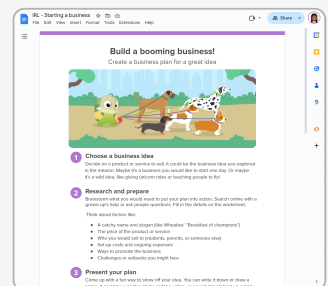 IRL - Starting a business
File Edit View Insert Format Tools Extensions Help
Share
Build a booming business!
Create a business plan for a great idea
1 Choose a business idea
Decide on a product or service to sell. It could be the business idea you explored
in the mission. Maybe it's a business you would like to start one day. Or maybe
it's a wild idea, like giving unicorn rides or teaching people to fly!
2 Research and prepare
Brainstorm what you would need to put your plan into action. Search online with a
grown-up's help or ask people questions. Fill in the details on the worksheet.
Think about factors like:
● A catchy name and slogan (like Wheaties' "Breakfast of champions")
● The price of the product or service
● Who you would sell to (students, parents, or someone else)
● Set-up costs and ongoing expenses
● Ways to promote the business
● Challenges or setbacks you might face
3 Present your plan
Come up with a fun way to show off your idea. You can write it down or draw a